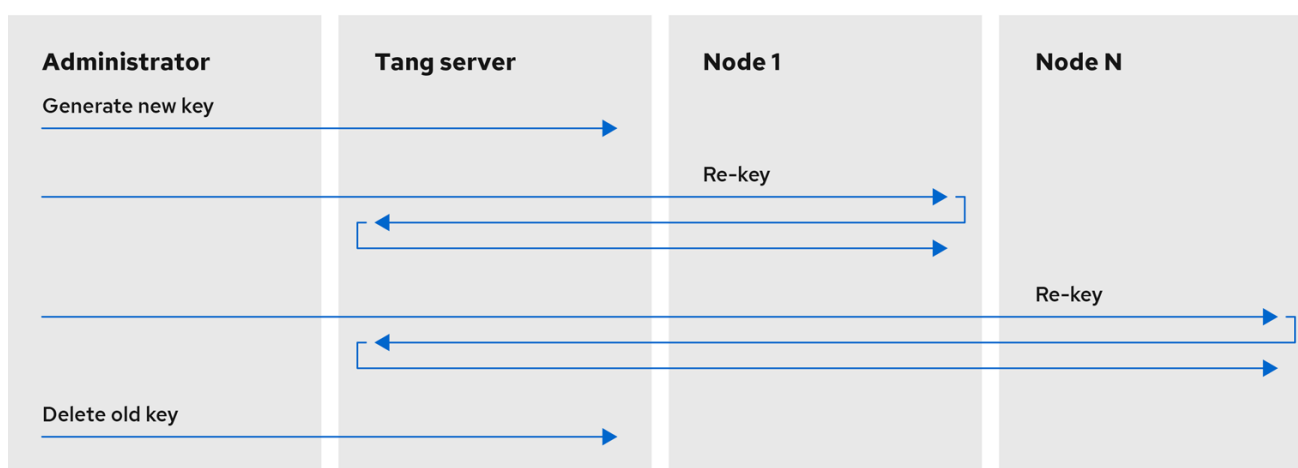 Administrator
Tang server
Node 1
Node N
Generate new key
Re-key
Re-key
Delete old key